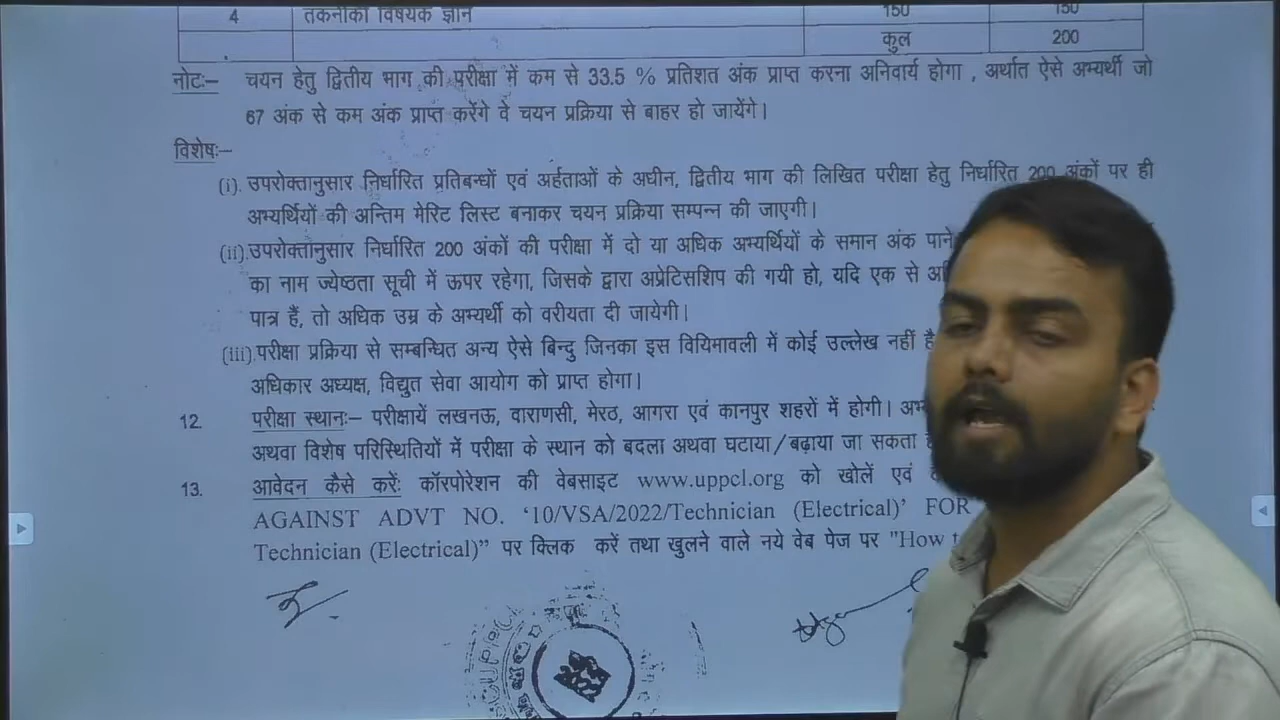 4 तकनीकी विषयक ज्ञान 150 150
कुल 200
नोटः– चयन हेतु द्वितीय भाग की परीक्षा में कम से 33.5 % प्रतिशत अंक प्राप्त करना अनिवार्य होगा , अर्थात ऐसे अभ्यर्थी जो
67 अंक से कम अंक प्राप्त करेंगे वे चयन प्रक्रिया से बाहर हो जायेंगे।
विशेषः–
(i). उपरोक्तानुसार निर्धारित प्रतिबन्धों एवं अर्हताओं के अधीन, द्वितीय भाग की लिखित परीक्षा हेतु निर्धारित 200 अंकों पर ही
अभ्यर्थियों की अन्तिम मेरिट लिस्ट बनाकर चयन प्रक्रिया सम्पन्न की जाएगी।
(ii). उपरोक्तानुसार निर्धारित 200 अंकों की परीक्षा में दो या अधिक अभ्यर्थियों के समान अंक पाने
का नाम ज्येष्ठता सूची में ऊपर रहेगा, जिसके द्वारा अप्रेटिसशिप की गयी हो, यदि एक से
पात्र हैं, तो अधिक उम्र के अभ्यर्थी को वरीयता दी जायेगी।
(iii). परीक्षा प्रक्रिया से सम्बन्धित अन्य ऐसे बिन्दु जिनका इस वियिमावली में कोई उल्लेख नहीं
अधिकार अध्यक्ष, विद्युत सेवा आयोग को प्राप्त होगा।
12. परीक्षा स्थानः– परीक्षायें लखनऊ, वाराणसी, मेरठ, आगरा एवं कानपुर शहरों में होगी।
अथवा विशेष परिस्थितियों में परीक्षा के स्थान को बदला अथवा घटाया/बढ़ाया जा सकता
13. आवेदन कैसे करेंः कॉरपोरेशन की वेबसाइट www.uppcl.org को खोलें एवं
AGAINST ADVT NO. ‘10/VSA/2022/Technician (Electrical)’ FOR
Technician (Electrical)” पर क्लिक करें तथा खुलने वाले नये वेब पेज पर "How